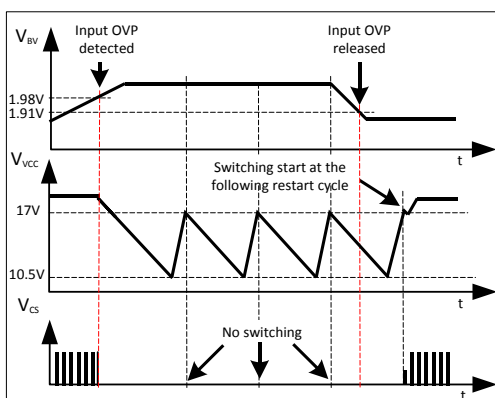 V_BV
Input OVP
detected
Input OVP
released
1.98V
1.91V
t
V_VCC
Switching start at the
following restart cycle
17V
10.5V
t
V_CS
No switching
t